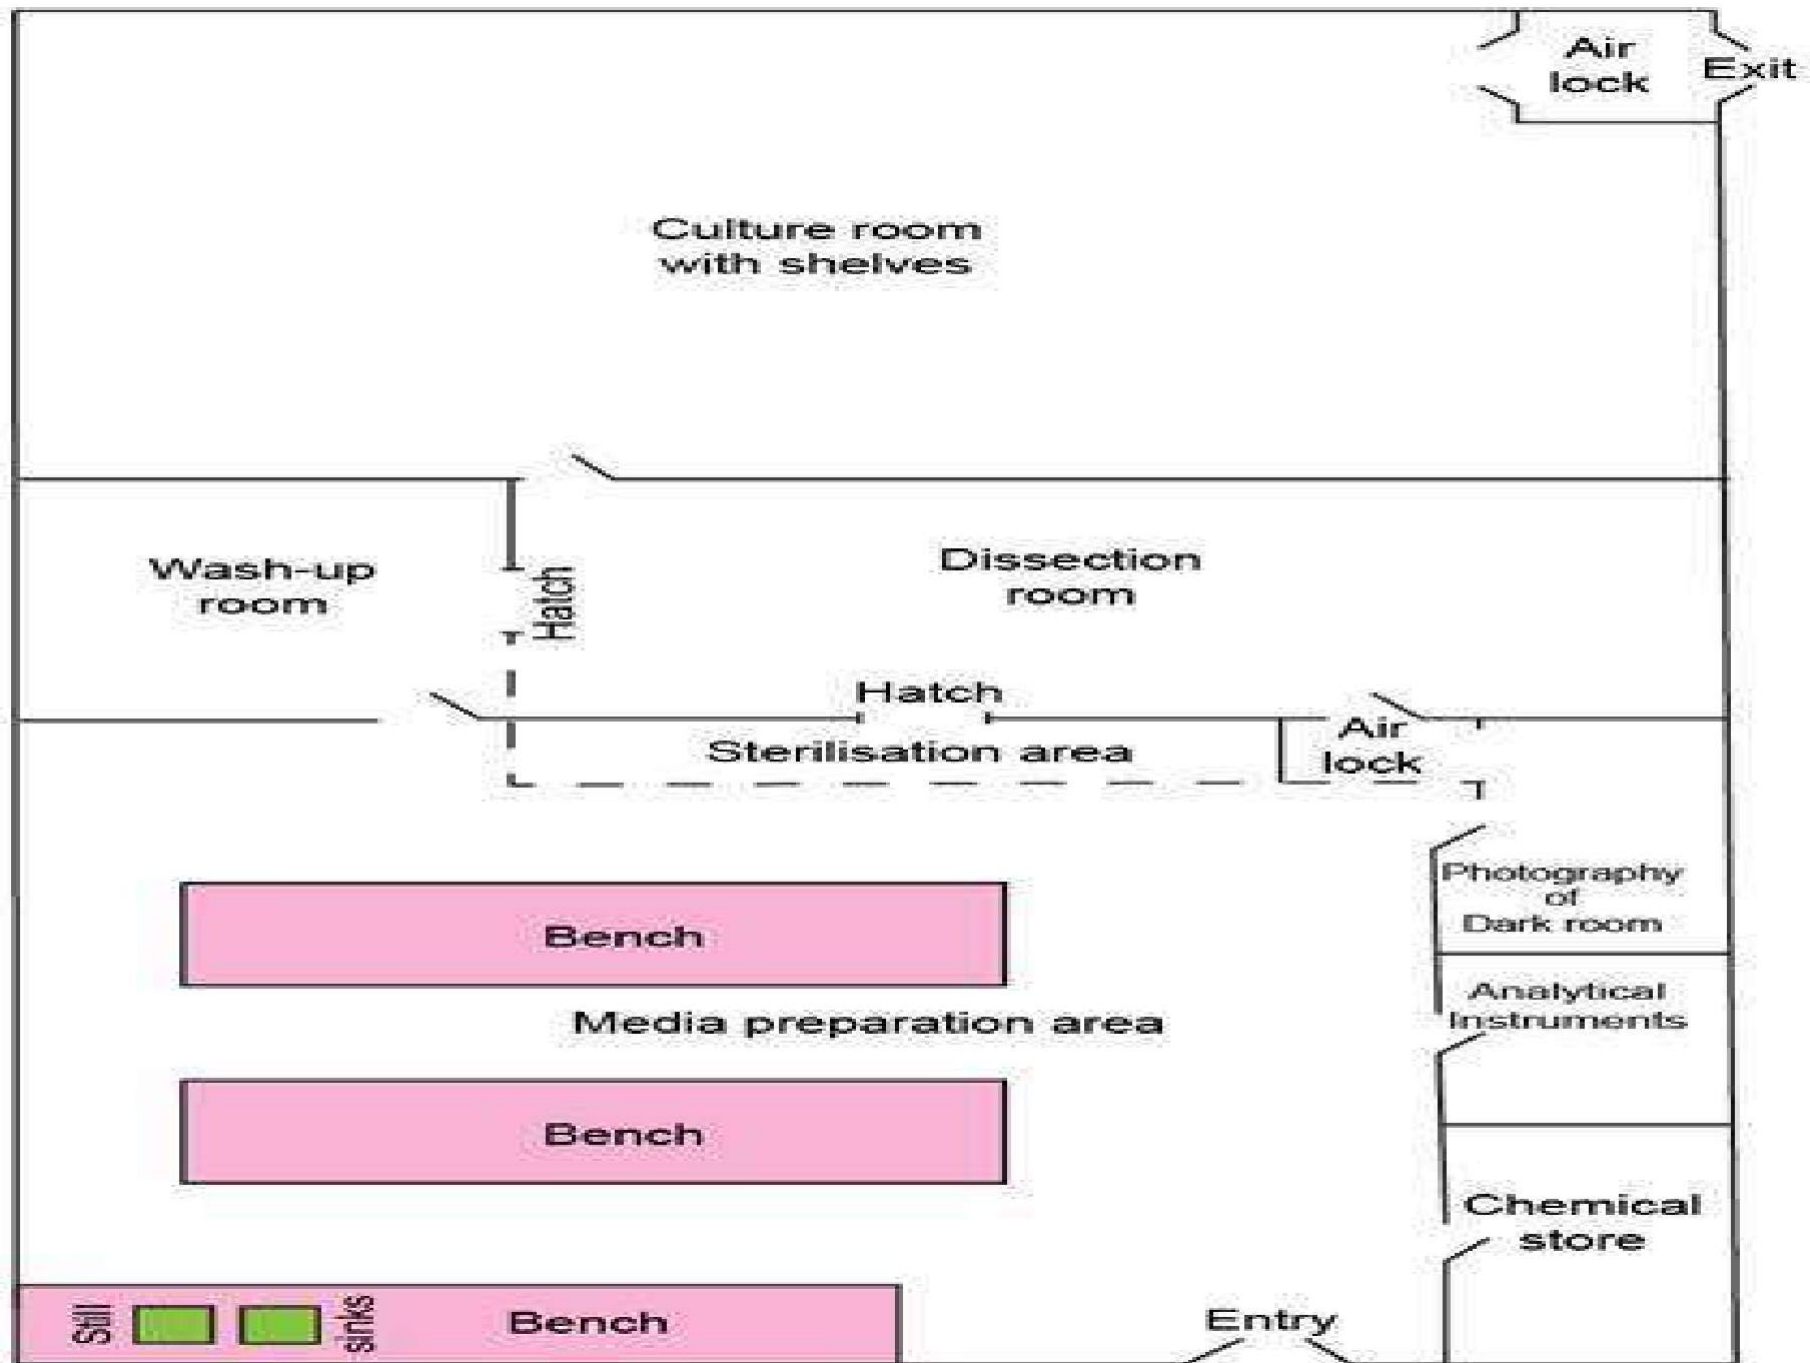 Air
lock
Exit
Culture room
with shelves
Wash-up
room
Hatch
Dissection
room
Hatch
Sterilisation area
Air
lock
Photography
of
Dark room
Bench
Analytical
Instruments
Media preparation area
Bench
Chemical
store
Still
sinks
Bench
Entry